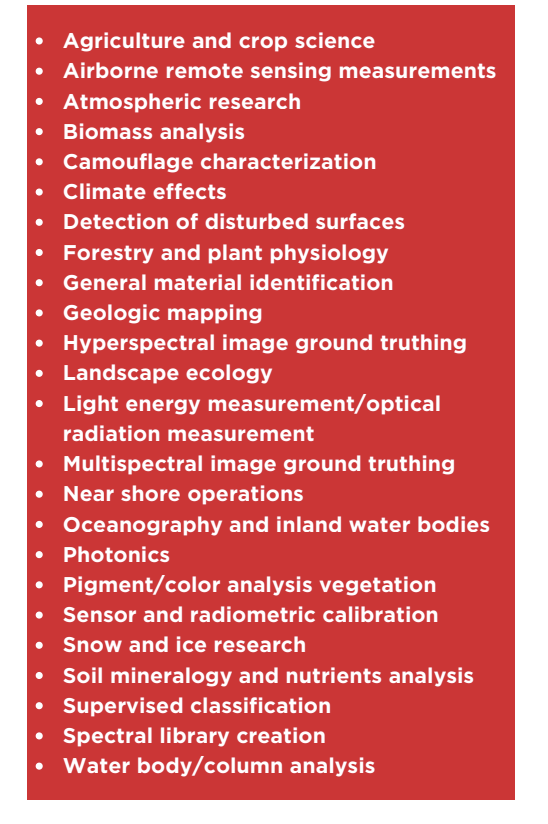 • Agriculture and crop science
• Airborne remote sensing measurements
• Atmospheric research
• Biomass analysis
• Camouflage characterization
• Climate effects
• Detection of disturbed surfaces
• Forestry and plant physiology
• General material identification
• Geologic mapping
• Hyperspectral image ground truthing
• Landscape ecology
• Light energy measurement/optical
radiation measurement
• Multispectral image ground truthing
• Near shore operations
• Oceanography and inland water bodies
• Photonics
• Pigment/color analysis vegetation
• Sensor and radiometric calibration
• Snow and ice research
• Soil mineralogy and nutrients analysis
• Supervised classification
• Spectral library creation
• Water body/column analysis